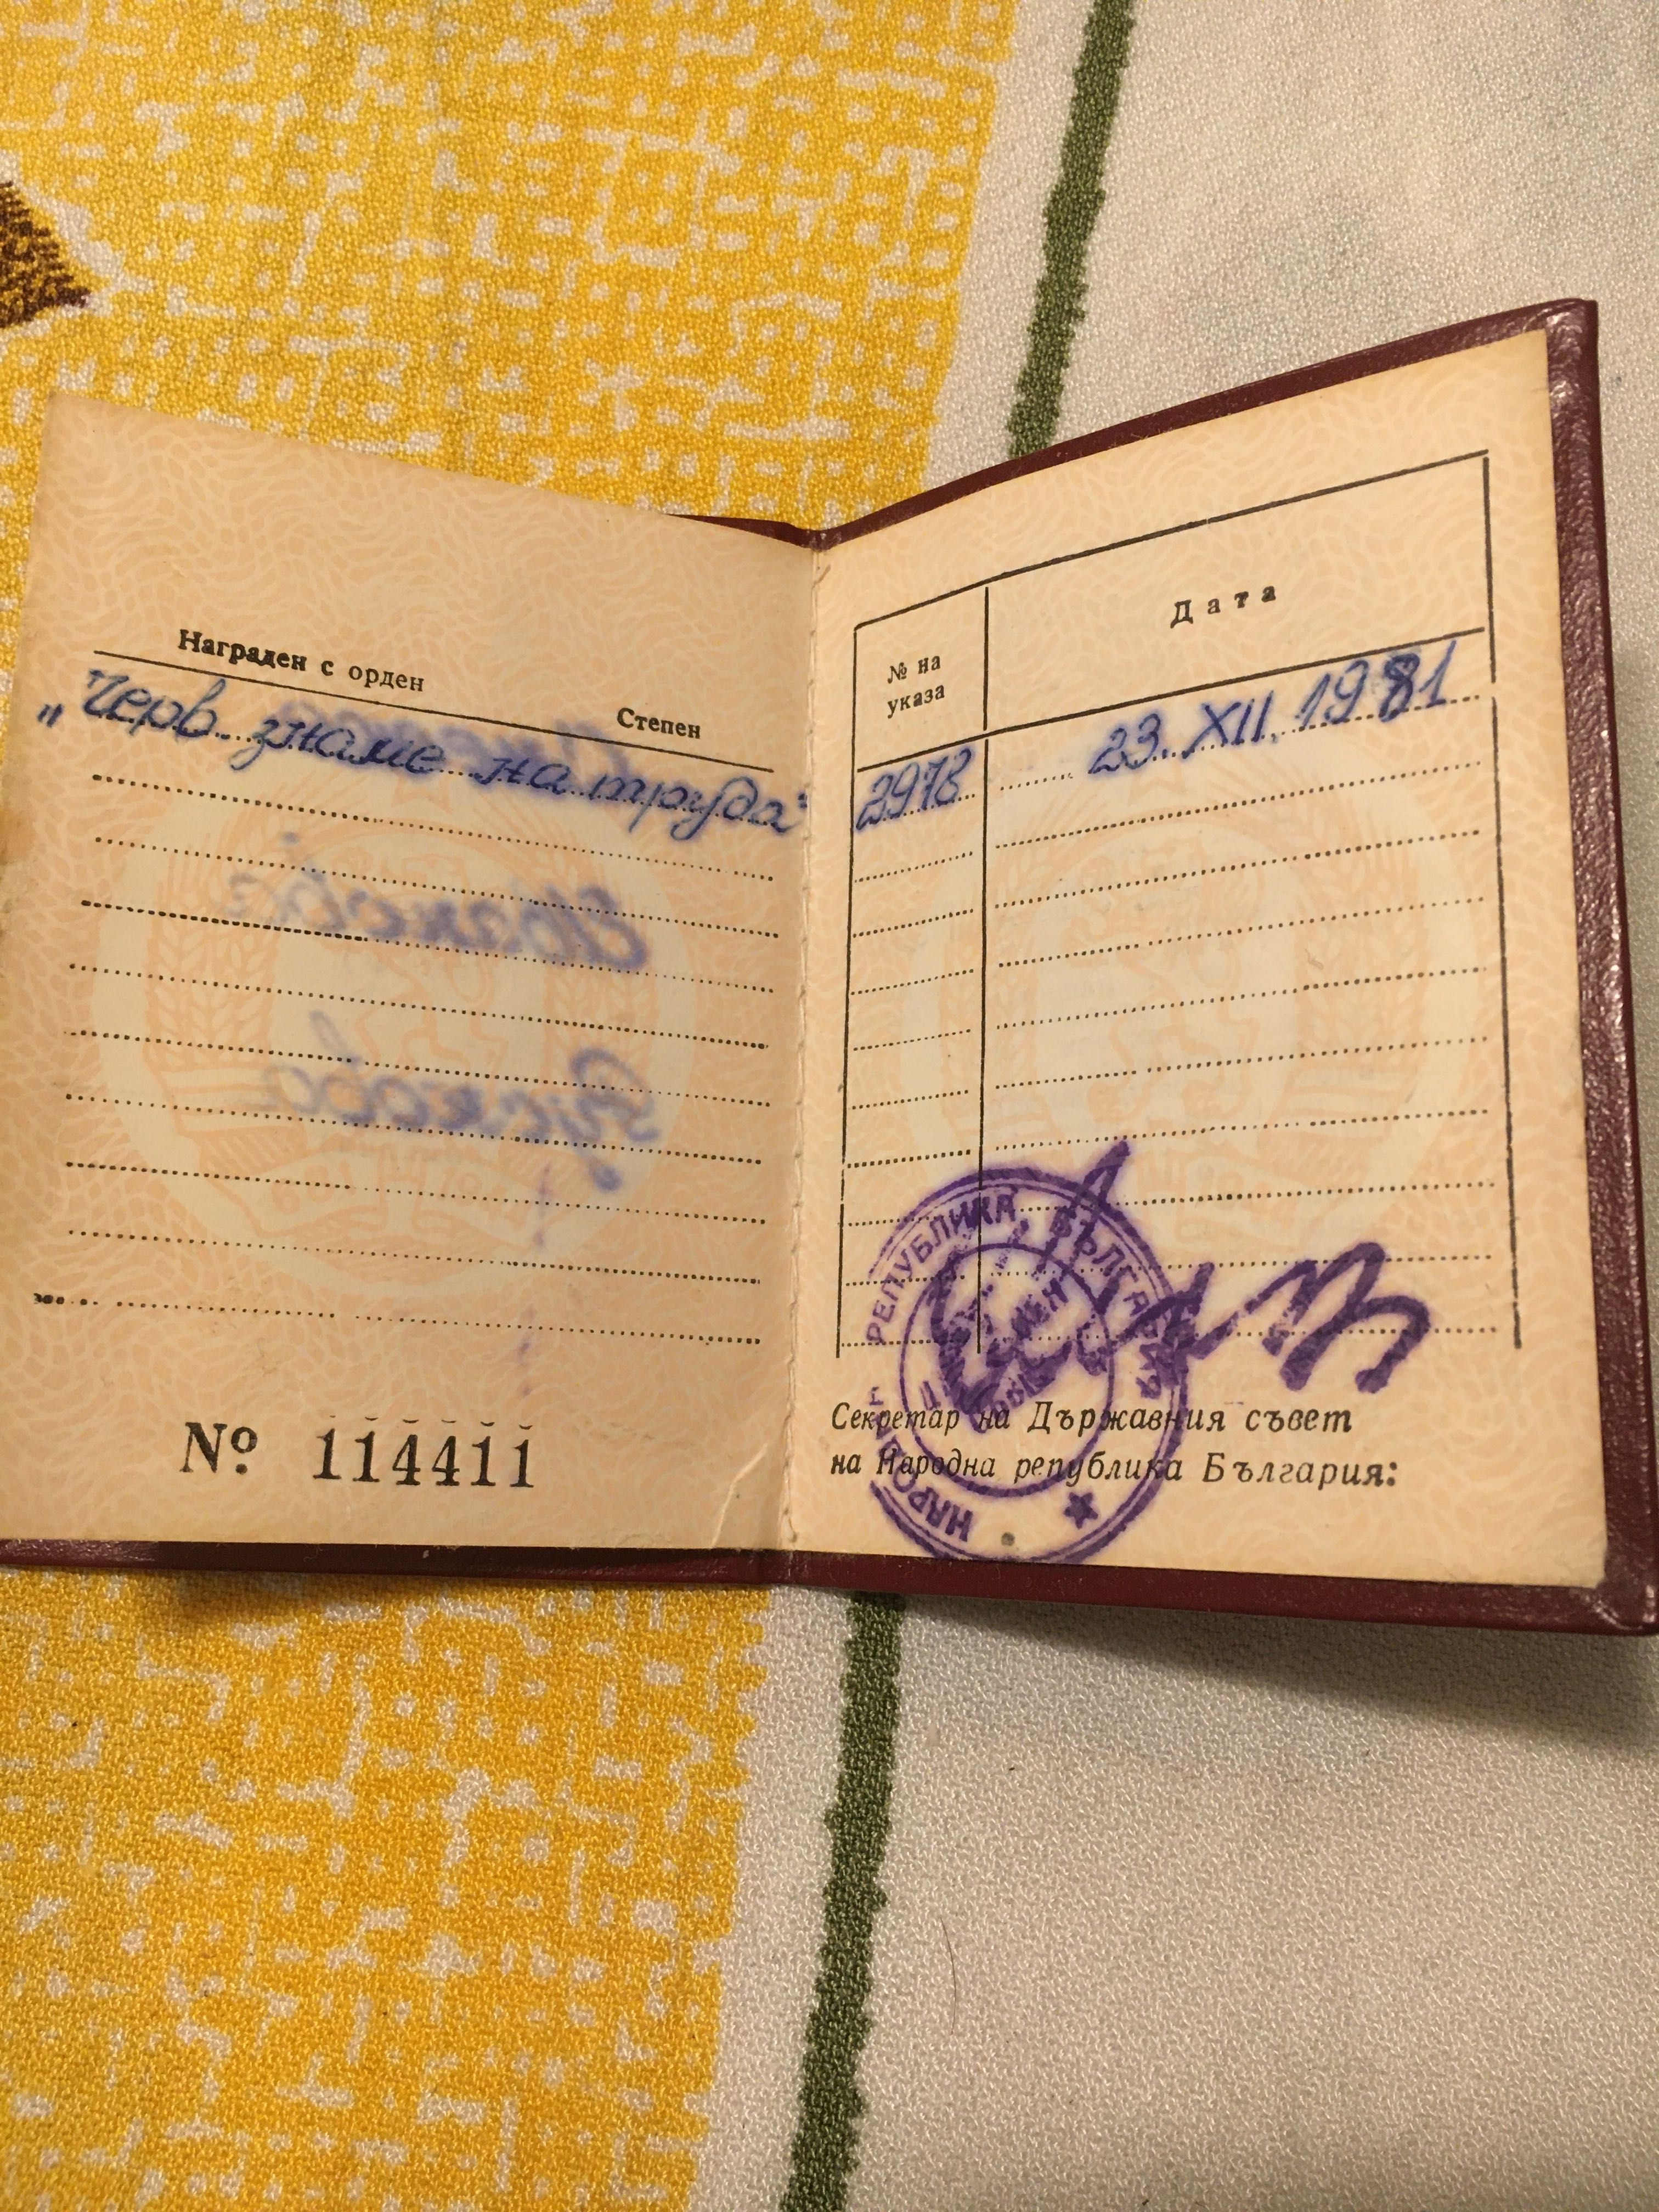 Награден с орден
Степен
„Черв. знаме на труда“
№ 114411
№ на
указа
Дата
2978
23. XII. 1981
НАРОДНА РЕПУБЛИКА БЪЛГАРИЯ
Секретар на Държавния съвет
на Народна република България: